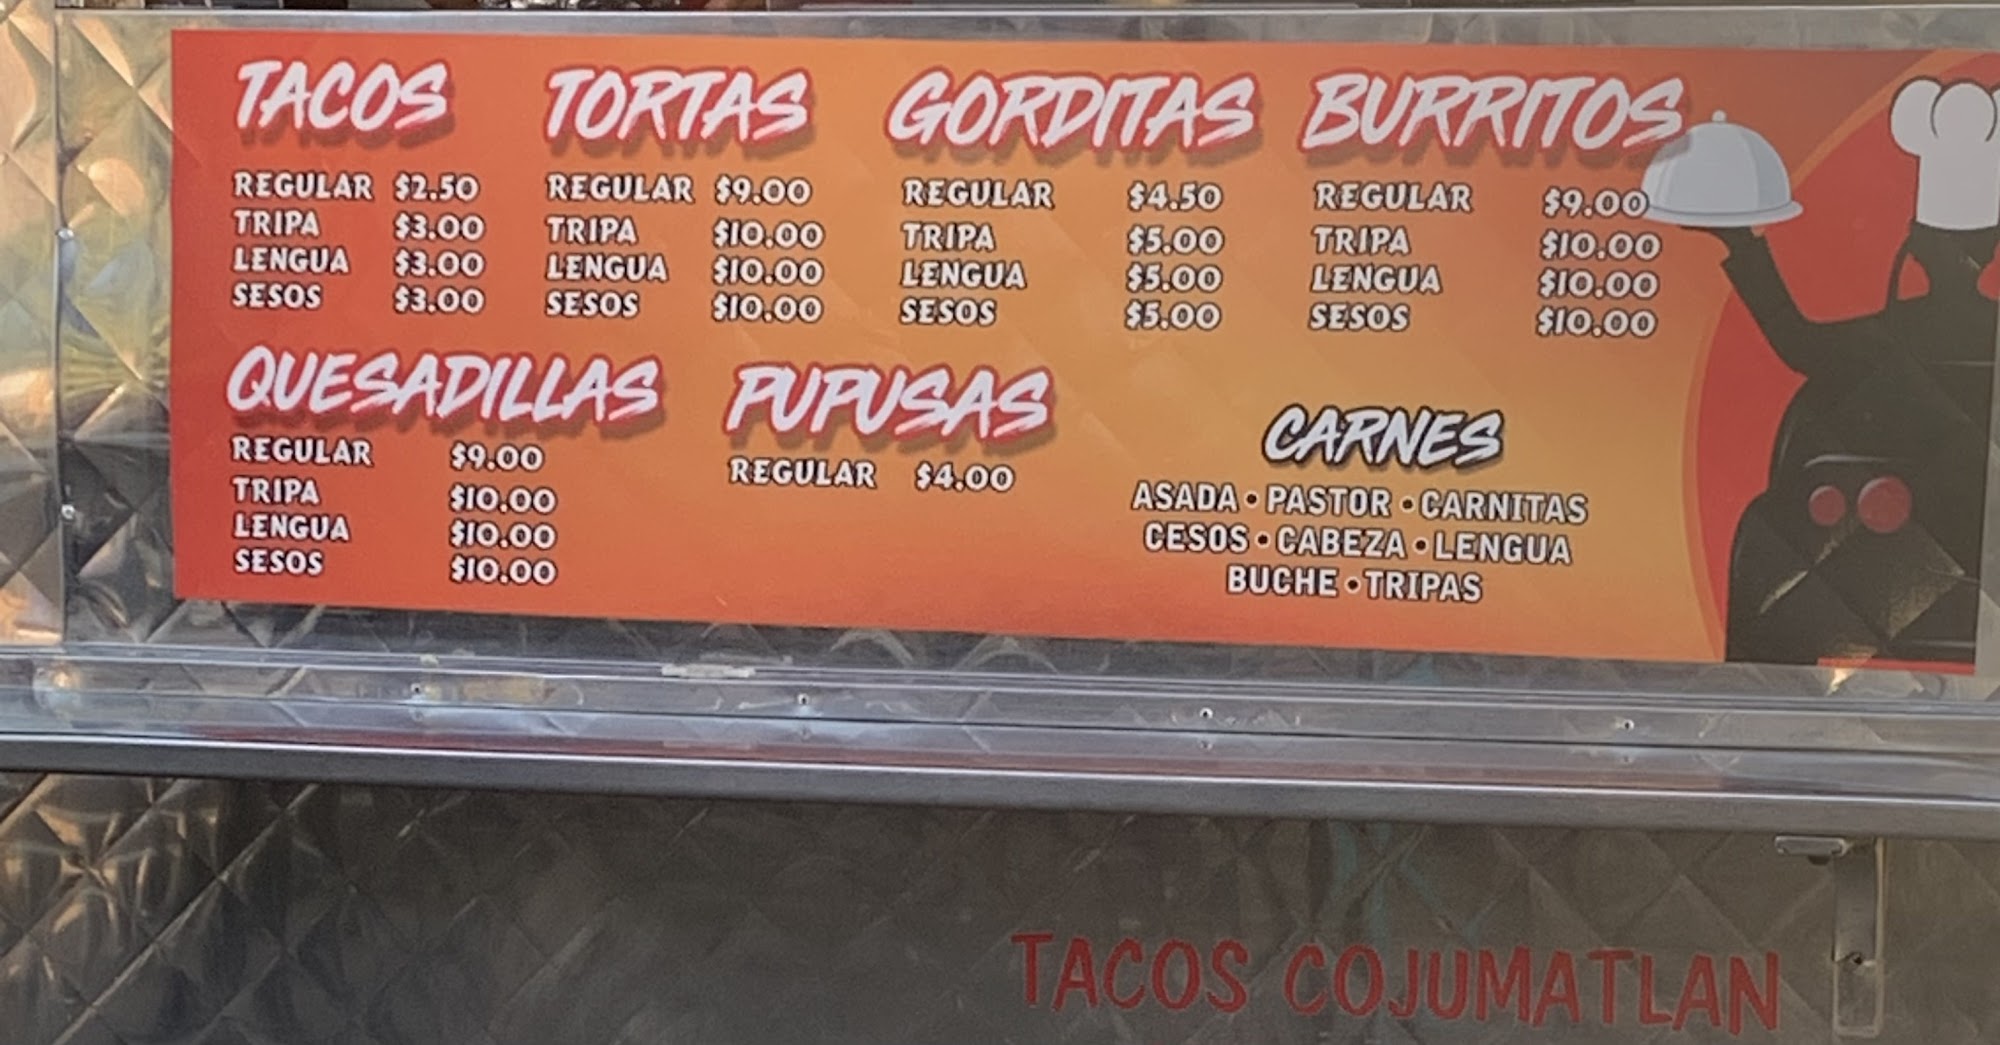 TACOS
REGULAR $2.50
TRIPA $3.00
LENGUA $3.00
SESOS $3.00
TORTAS
REGULAR $9.00
TRIPA $10.00
LENGUA $10.00
SESOS $10.00
GORDITAS
REGULAR $4.50
TRIPA $5.00
LENGUA $5.00
SESOS $5.00
BURRITOS
REGULAR $9.00
TRIPA $10.00
LENGUA $10.00
SESOS $10.00
QUESADILLAS
REGULAR $9.00
TRIPA $10.00
LENGUA $10.00
SESOS $10.00
PUPUSAS
REGULAR $4.00
CARNES
ASADA • PASTOR • CARNITAS
CESOS • CABEZA • LENGUA
BUCHE • TRIPAS
TACOS COJUMATLAN